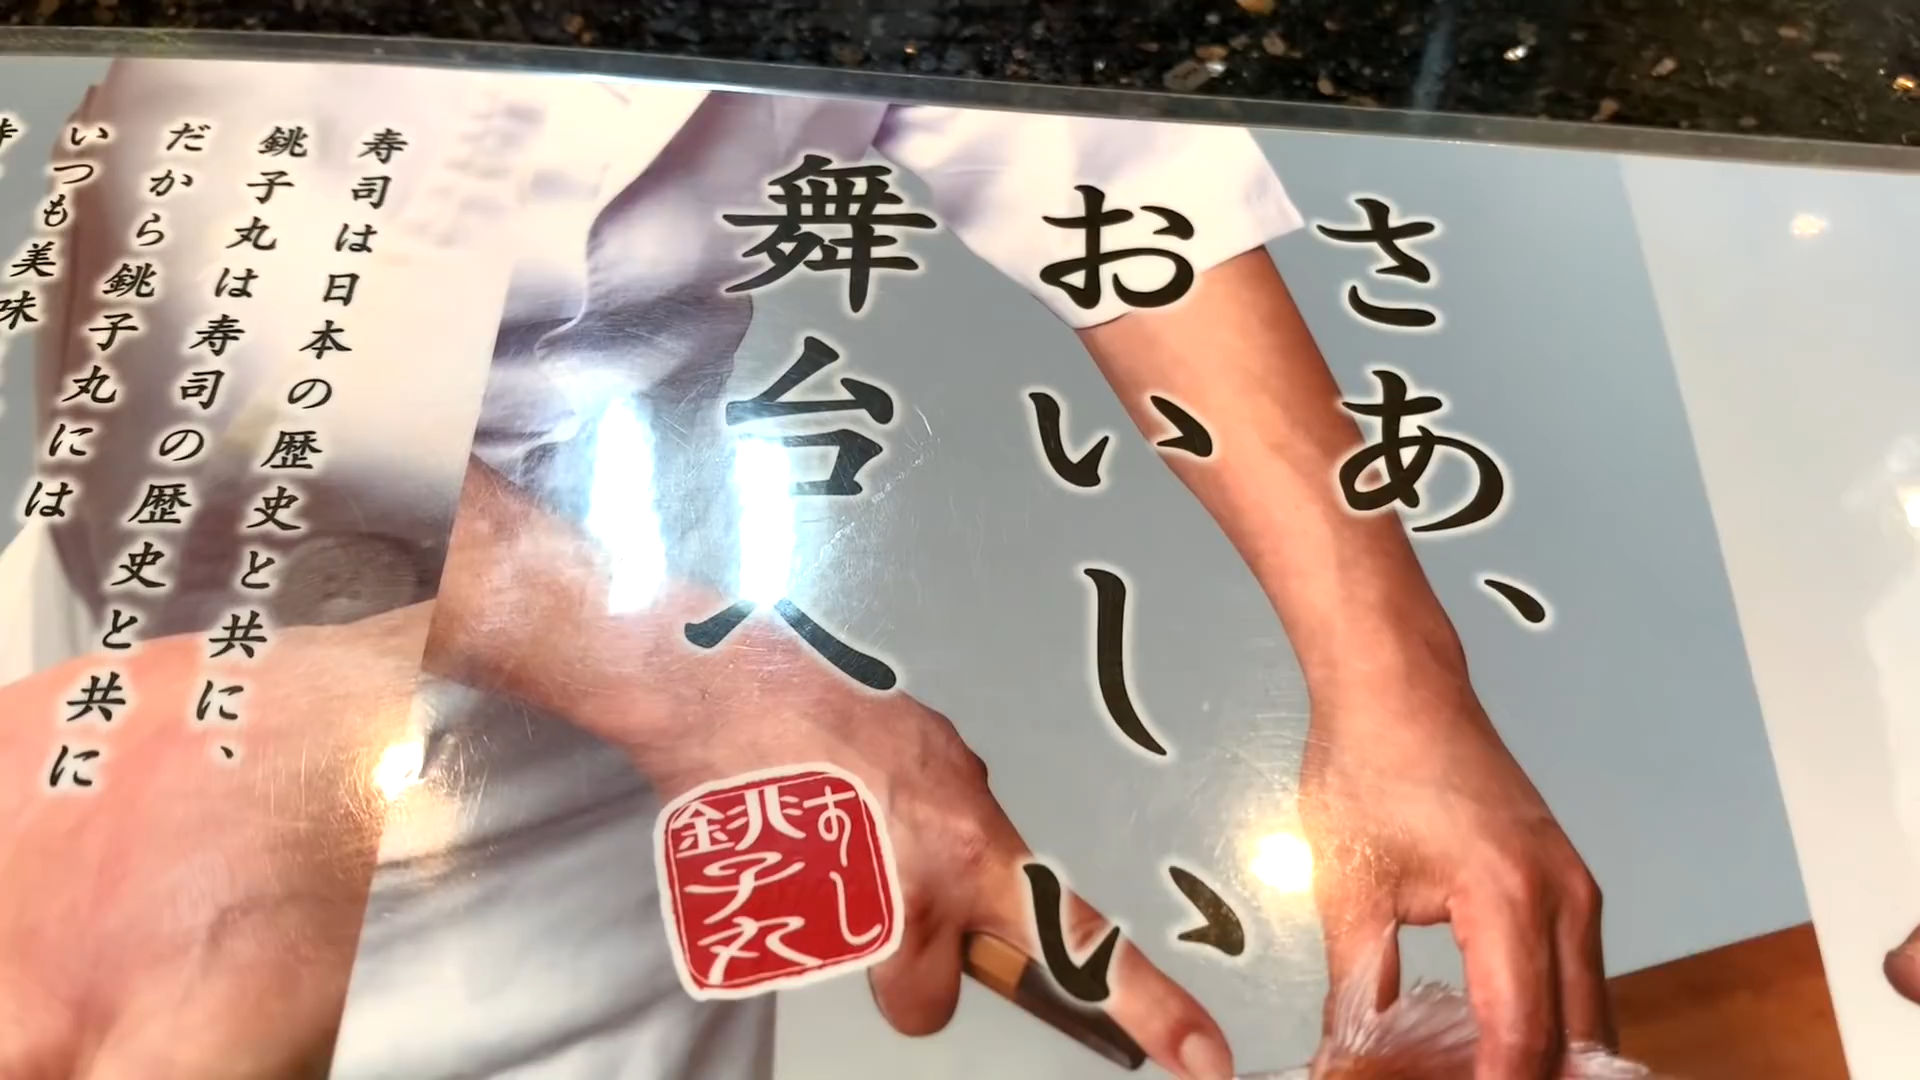 さあ、
おいしい
舞台へ
すし
銚子丸
寿司は日本の歴史と共に、
銚子丸は寿司の歴史と共に
だから銚子丸には
いつも美味